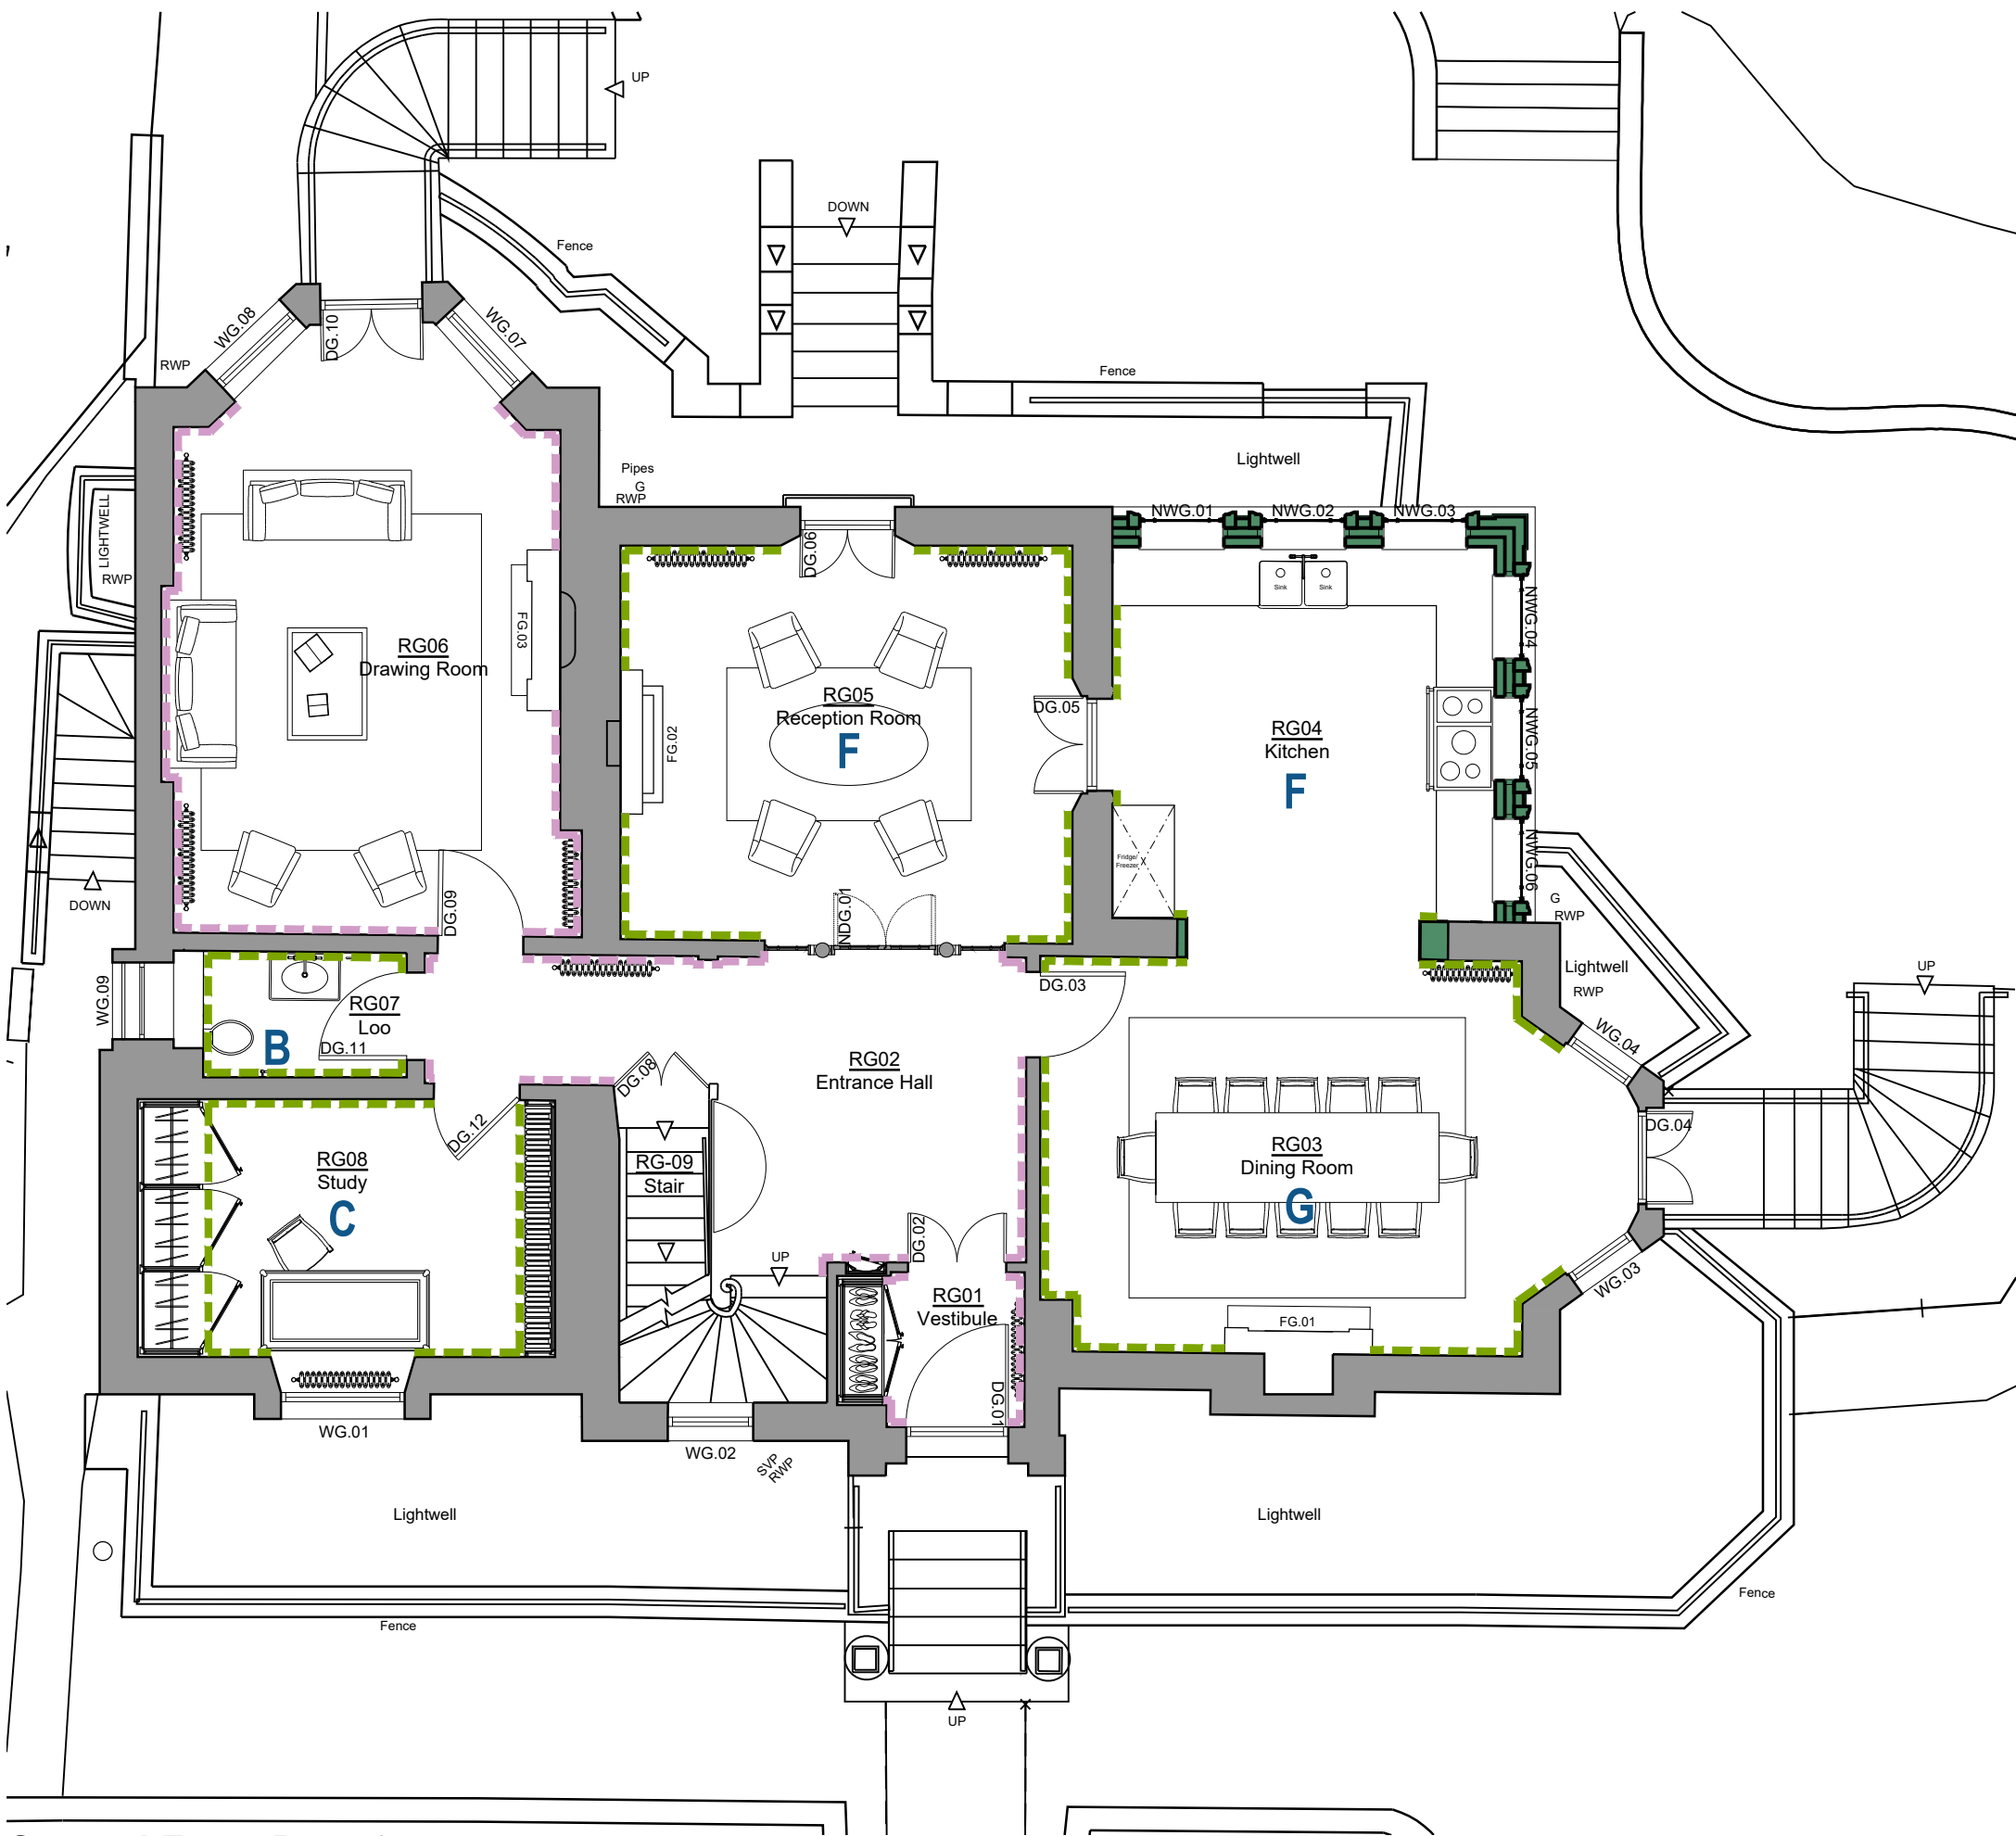 UP
DOWN
Fence
WG.08
DG.10
WG.07
RWP
Fence
Pipes
G
RWP
Lightwell
LIGHTWELL
RWP
DG.06
NWG.01
NWG.02
NWG.03
Sink
Sink
NWG.04
FG.03
RG06
Drawing Room
RG05
Reception Room
F
FG.02
DG.05
RG04
Kitchen
F
NWG.05
Fridge/
Freezer
NWG.06
DOWN
DG.09
NDG.01
G
RWP
WG.09
RG07
Loo
B
DG.11
DG.03
Lightwell
RWP
UP
WG.04
DG.08
RG02
Entrance Hall
DG.12
RG08
Study
C
RG-09
Stair
RG03
Dining Room
G
DG.04
DG.02
UP
RG01
Vestibule
FG.01
WG.03
DG.01
WG.01
WG.02
SVP
RWP
Lightwell
Lightwell
Fence
Fence
UP